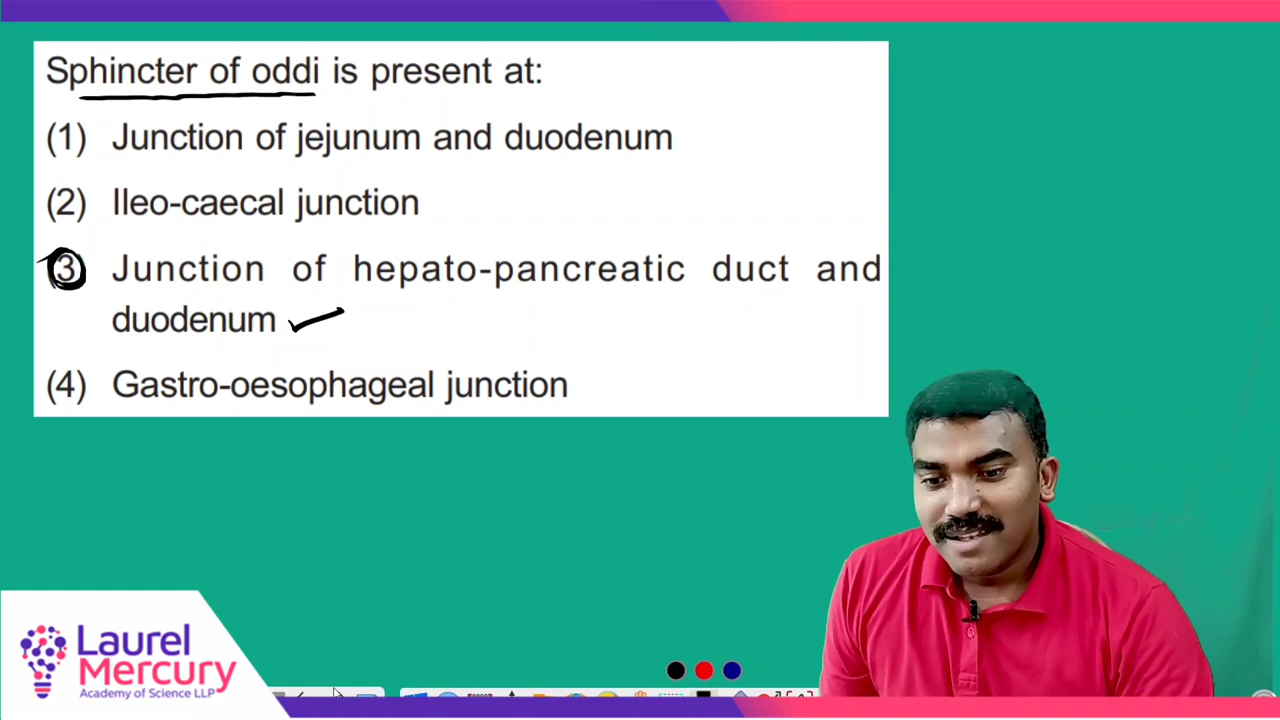 Sphincter of oddi is present at:
(1) Junction of jejunum and duodenum
(2) Ileo-caecal junction
(3 Junction of hepato-pancreatic duct and
duodenum
(4) Gastro-oesophageal junction
Laurel
Mercury
Academy of Science LLP